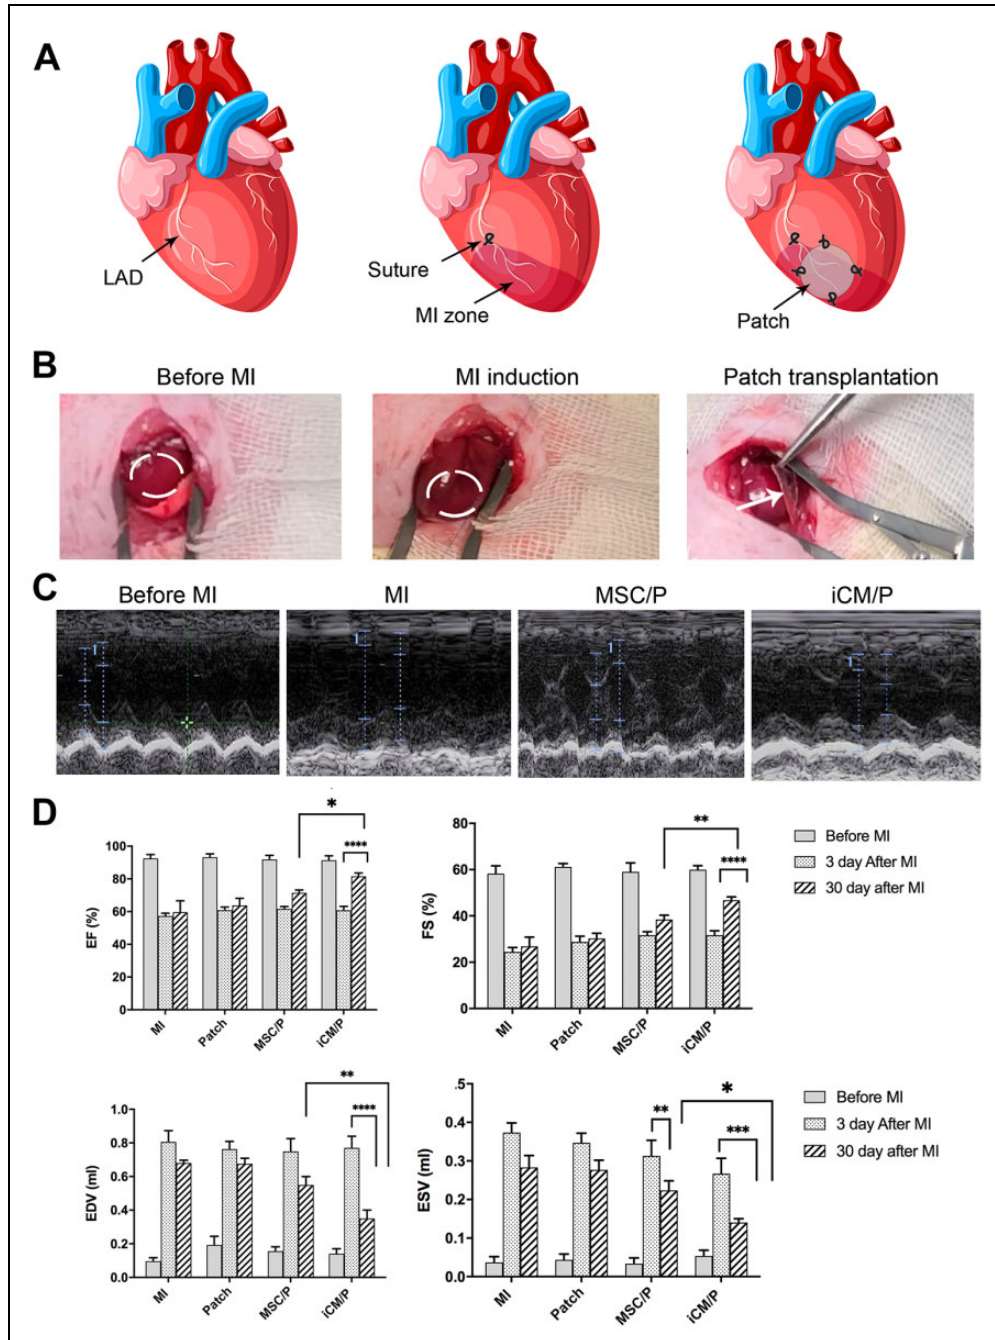 A
LAD
Suture
MI zone
Patch
B
Before MI
MI induction
Patch transplantation
C
Before MI
MI
MSC/P
iCM/P
1
1
1
1
D
EF (%)
100
80
60
40
20
0
MI
Patch
MSC/P
iCM/P
*
****
FS (%)
80
60
40
20
0
MI
Patch
MSC/P
iCM/P
**
****
Before MI
3 day After MI
30 day after MI
EDV (ml)
1.0
0.8
0.6
0.4
0.2
0.0
MI
Patch
MSC/P
iCM/P
**
****
ESV (ml)
.5
0.4
0.3
0.2
0.1
0.0
MI
Patch
MSC/P
iCM/P
**
*
***
Before MI
3 day After MI
30 day after MI